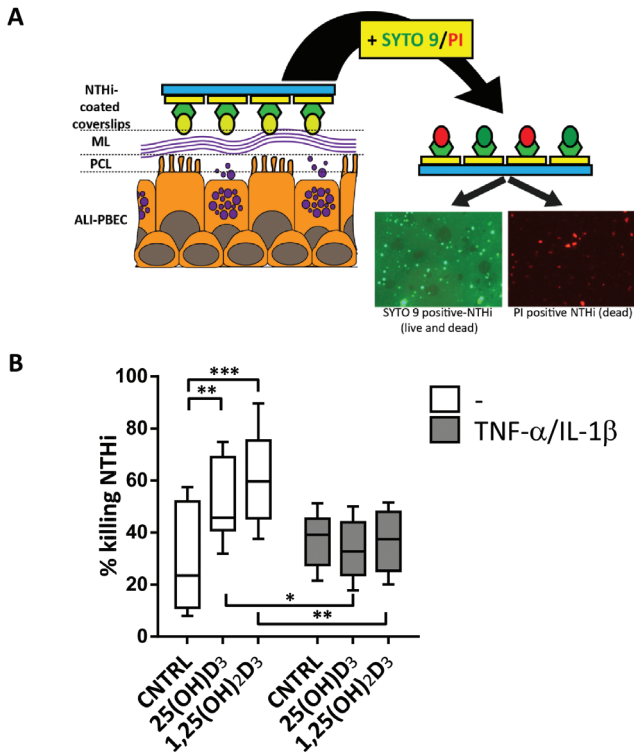 A
+ SYTO 9/PI
NTHi-
coated
coverslips
ML
PCL
ALI-PBEC
SYTO 9 positive-NTHi
(live and dead)
PI positive NTHi (dead)
B
100
80
60
40
20
0
% killing NTHi
***
**
*
**
-
TNF-α/IL-1β
CNTRL
25(OH)D3
1,25(OH)2D3
CNTRL
25(OH)D3
1,25(OH)2D3